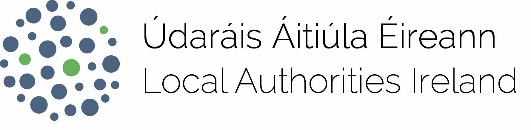 Údaráis Áitiúla Éireann
Local Authorities Ireland